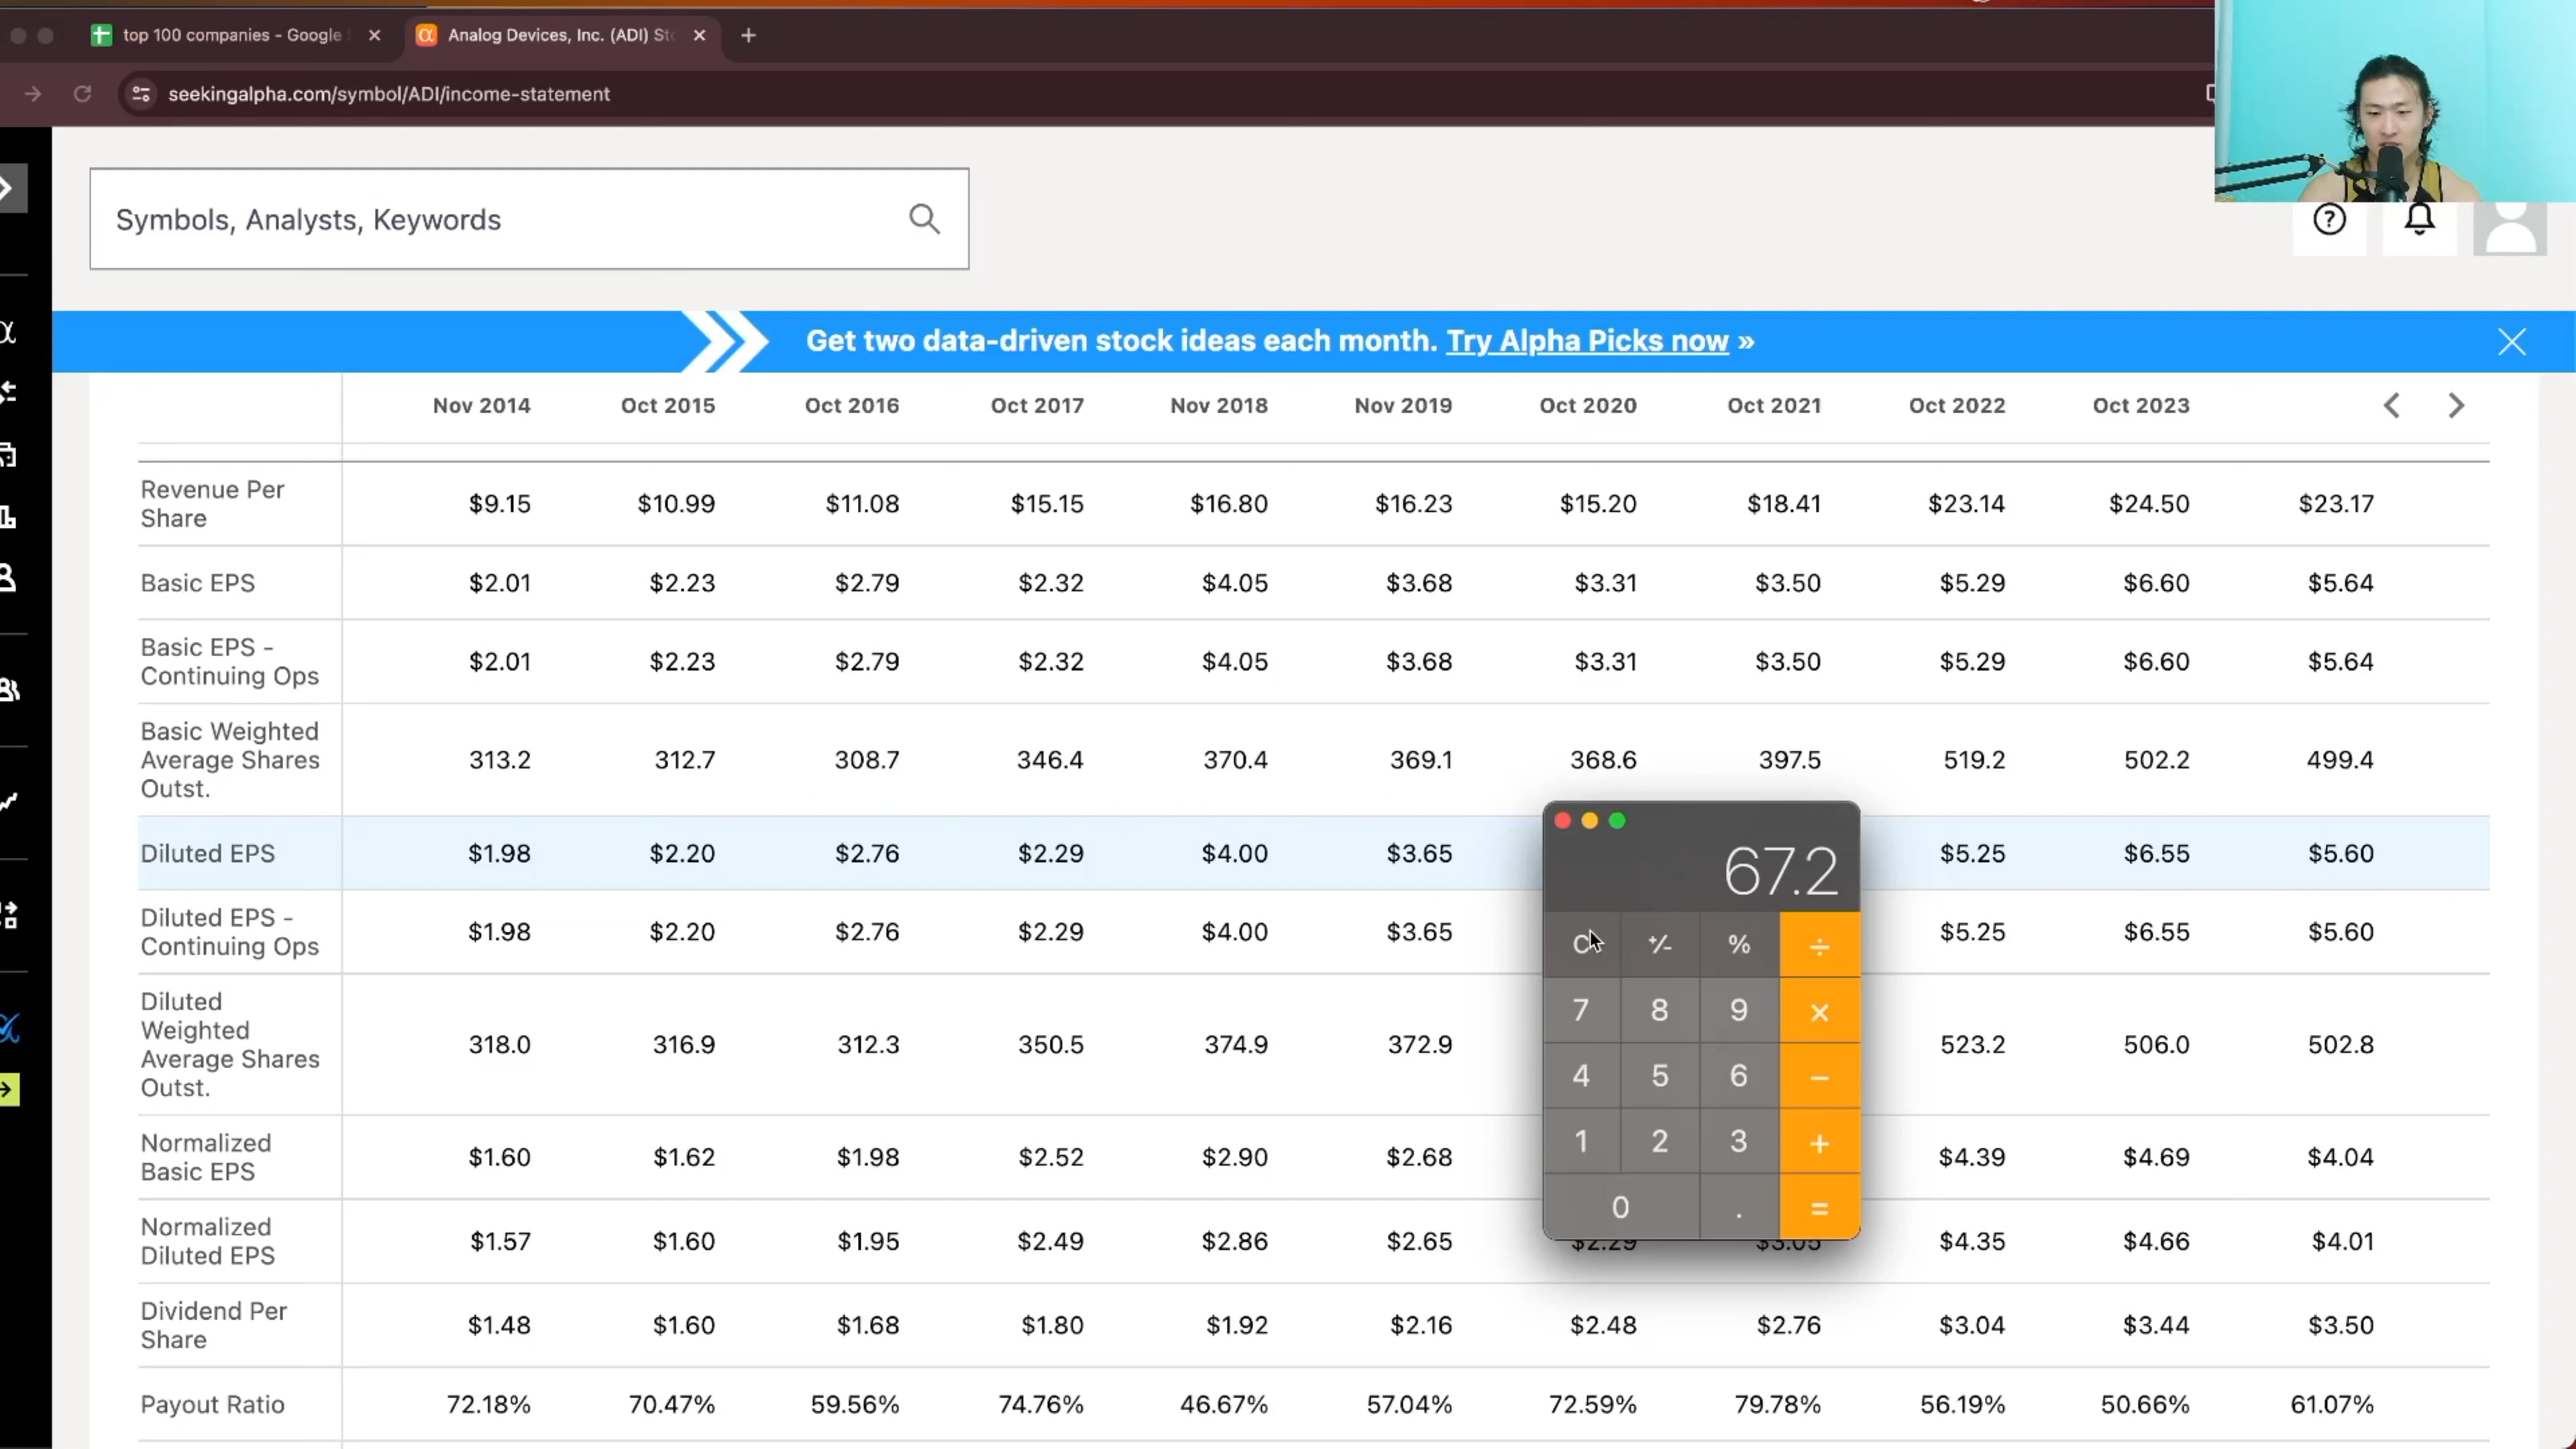 top 100 companies - Google
Analog Devices, Inc. (ADI) St
seekingalpha.com/symbol/ADI/income-statement
Symbols, Analysts, Keywords
Get two data-driven stock ideas each month. Try Alpha Picks now »
Nov 2014 Oct 2015 Oct 2016 Oct 2017 Nov 2018 Nov 2019 Oct 2020 Oct 2021 Oct 2022 Oct 2023
Revenue Per
Share
$9.15 $10.99 $11.08 $15.15 $16.80 $16.23 $15.20 $18.41 $23.14 $24.50 $23.17
Basic EPS $2.01 $2.23 $2.79 $2.32 $4.05 $3.68 $3.31 $3.50 $5.29 $6.60 $5.64
Basic EPS -
Continuing Ops
$2.01 $2.23 $2.79 $2.32 $4.05 $3.68 $3.31 $3.50 $5.29 $6.60 $5.64
Basic Weighted
Average Shares
Outst.
313.2 312.7 308.7 346.4 370.4 369.1 368.6 397.5 519.2 502.2 499.4
Diluted EPS $1.98 $2.20 $2.76 $2.29 $4.00 $3.65 $5.25 $6.55 $5.60
Diluted EPS -
Continuing Ops
$1.98 $2.20 $2.76 $2.29 $4.00 $3.65 $5.25 $6.55 $5.60
Diluted
Weighted
Average Shares
Outst.
318.0 316.9 312.3 350.5 374.9 372.9 523.2 506.0 502.8
Normalized
Basic EPS
$1.60 $1.62 $1.98 $2.52 $2.90 $2.68 $4.39 $4.69 $4.04
Normalized
Diluted EPS
$1.57 $1.60 $1.95 $2.49 $2.86 $2.65 $2.29 $3.05 $4.35 $4.66 $4.01
Dividend Per
Share
$1.48 $1.60 $1.68 $1.80 $1.92 $2.16 $2.48 $2.76 $3.04 $3.44 $3.50
Payout Ratio 72.18% 70.47% 59.56% 74.76% 46.67% 57.04% 72.59% 79.78% 56.19% 50.66% 61.07%
67.2
C +/- % ÷
7 8 9 ×
4 5 6 −
1 2 3 +
0 . =